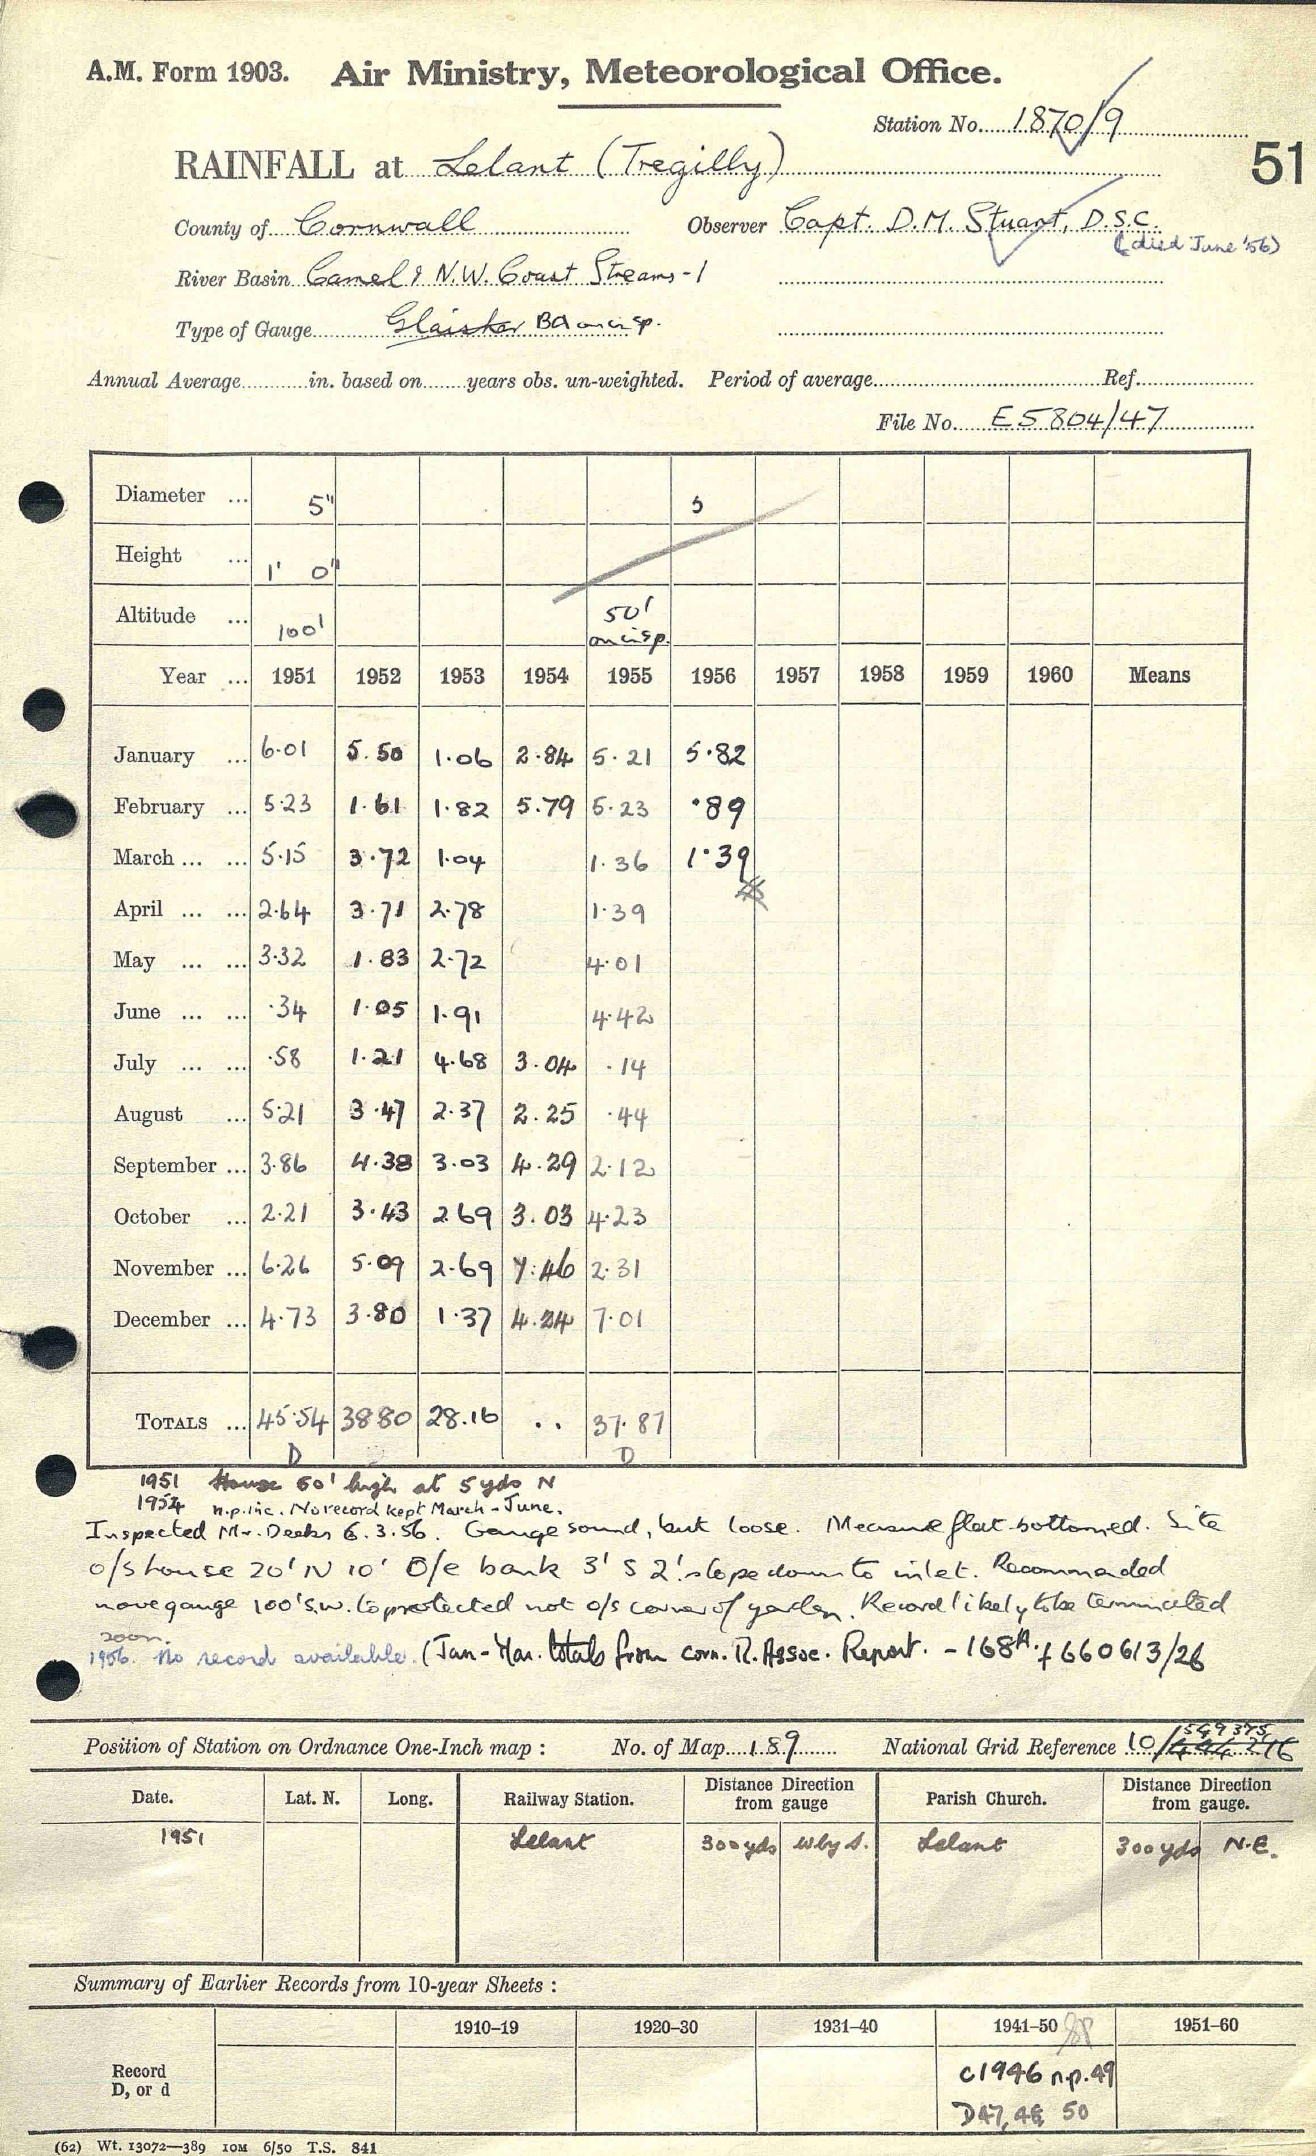 A.M. Form 1903. Air Ministry, Meteorological Office.
Station No. 1870/9
51
RAINFALL at Lelant (Tregilly)
County of Cornwall Observer Capt. D.M. Stuart, D.S.C.
(died June '56)
River Basin Camel & N.W. Coast Streams - 1
Type of Gauge Glaisher BA on insp.
Annual Average in. based on years obs. un-weighted. Period of average Ref.
File No. E5804/47
Diameter ... 5" 5
Height ... 1' 0"
Altitude ... 100' 50' on insp.
Year ... 1951 1952 1953 1954 1955 1956 1957 1958 1959 1960 Means
January ... 6.01 5.50 1.06 2.84 5.21 5.82
February ... 5.23 1.61 1.82 5.79 5.23 .89
March ... ... 5.15 3.72 1.04 1.36 1.39
April ... ... 2.64 3.71 2.78 1.39
May ... ... 3.32 1.83 2.72 4.01
June ... ... .34 1.05 1.91 4.42
July ... ... .58 1.21 4.68 3.04 .14
August ... 5.21 3.47 2.37 2.25 .44
September ... 3.86 4.38 3.03 4.29 2.12
October ... 2.21 3.43 2.69 3.03 4.23
November ... 6.26 5.09 2.69 7.46 2.31
December ... 4.73 3.80 1.37 4.24 7.01
TOTALS ... 45.54 38.80 28.16 .. 37.87
D D
1951 House 60' high at 5 yds N
1954 n.p. inc. No record kept March - June.
Inspected Mr. Deeks 6.3.56. Gauge sound, but loose. Measure flat-bottomed. Site
o/s house 20' N 10' O/e bank 3' S 2' slope down to inlet. Recommended
move gauge 100' S.W. to protected not o/s corner of garden. Record likely to be terminated
soon.
1956. No record available. (Jan-Mar. totals from Corn. R. Assoc. Report. - 168A. f 660613/26
Position of Station on Ordnance One-Inch map : No. of Map 189 National Grid Reference 10/
549 375
Date. Lat. N. Long. Railway Station. Distance Direction from gauge Parish Church. Distance Direction from gauge.
1951 Lelant 300 yds W by S. Lelant 300 yds N.E.
Summary of Earlier Records from 10-year Sheets :
1910-19 1920-30 1931-40 1941-50 1951-60
Record D, or d
c1946 n.p. 49
D47, 48, 50
(62) Wt. 13072—389 10M 6/50 T.S. 841